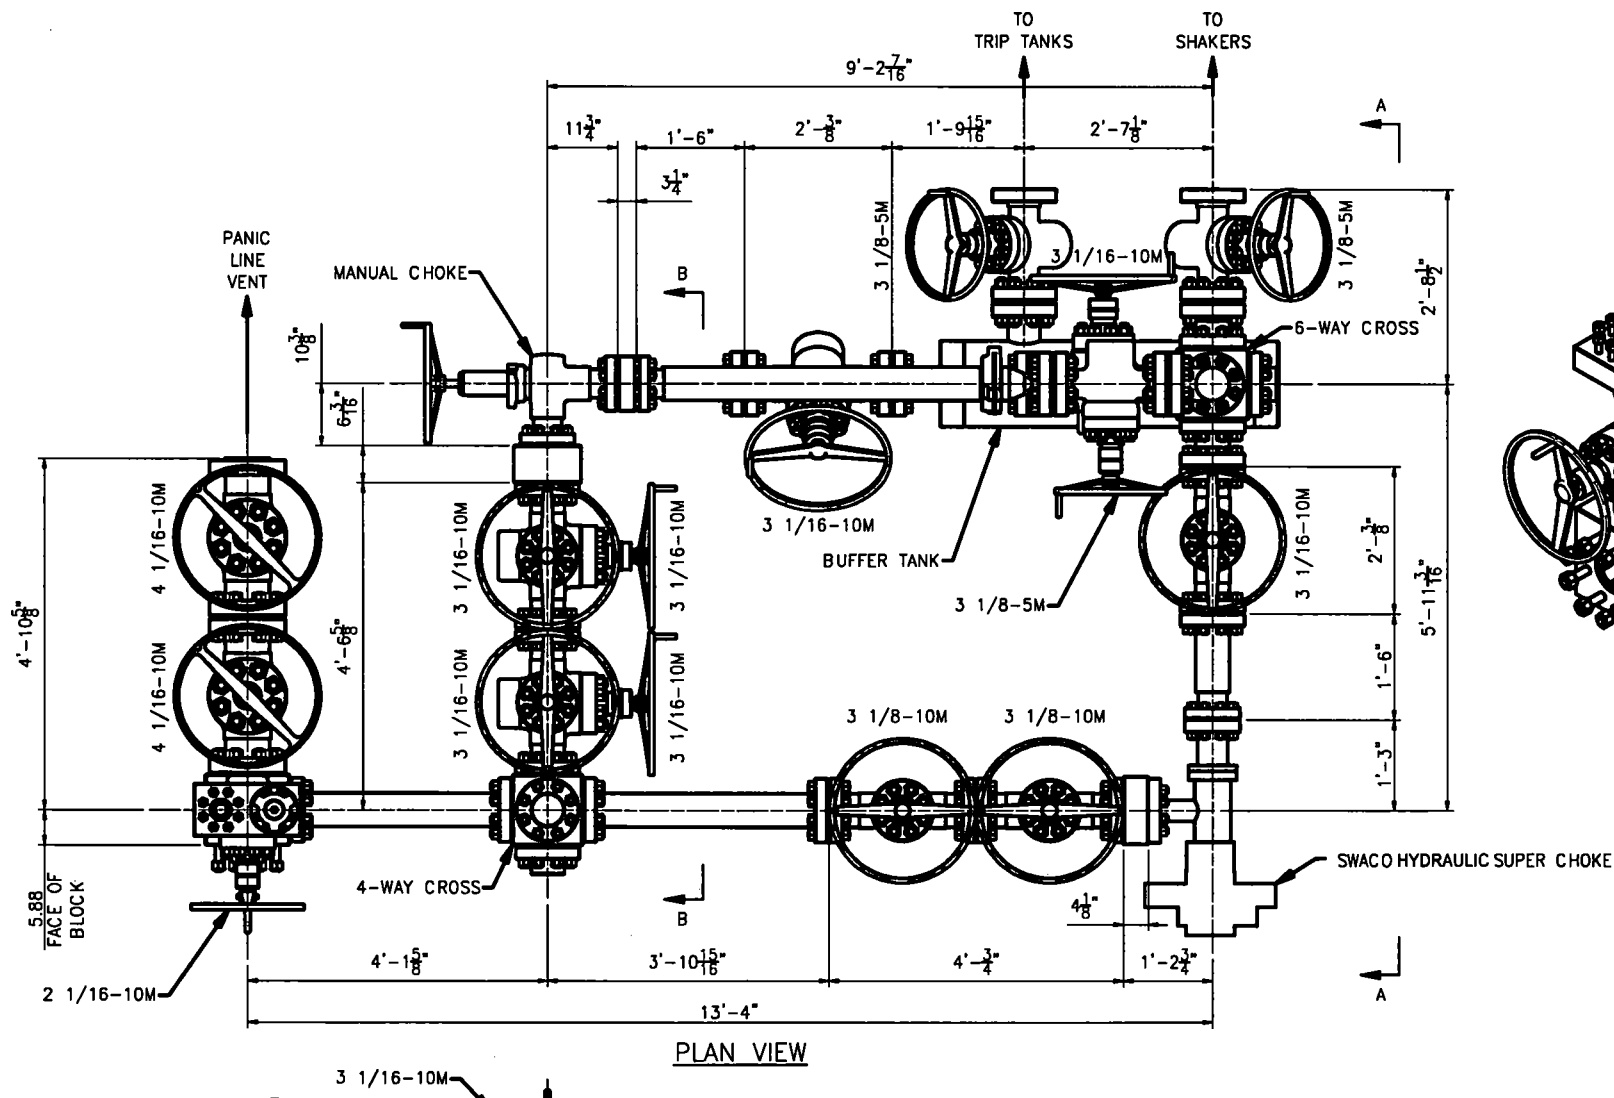 TO
TRIP TANKS
TO
SHAKERS
9'-2 7/16"
A
11 3/4"
1'-6"
2'-3/8"
1'-9 15/16"
2'-7 1/8"
3 1/4"
PANIC
LINE
VENT
MANUAL CHOKE
B
3 1/8-5M
3 1/16-10M
3 1/8-5M
2'-8 1/2"
6-WAY CROSS
10 3/8"
6 3/16"
4 1/16-10M
3 1/16-10M
3 1/16-10M
3 1/16-10M
BUFFER TANK
3 1/8-5M
3 1/16-10M
2'-3/8"
5'-11 3/16"
4'-10 5/8"
4'-6 5/8"
4 1/16-10M
3 1/16-10M
3 1/16-10M
3 1/8-10M
3 1/8-10M
1'-6"
1'-3"
5.88
FACE OF
BLOCK
4-WAY CROSS
B
4 1/8"
SWACO HYDRAULIC SUPER CHOKE
2 1/16-10M
4'-1 5/8"
3'-10 15/16"
4'-3/4"
1'-2 3/4"
A
13'-4"
PLAN VIEW
3 1/16-10M